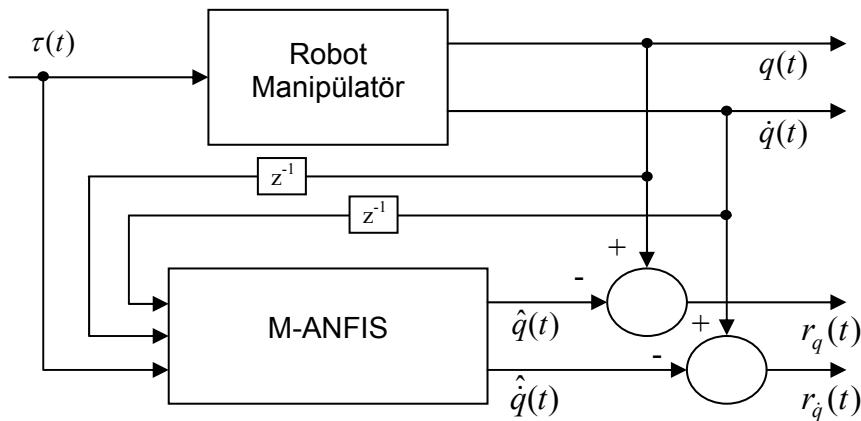 τ(t)
Robot
Manipülatör
q(t)
q̇(t)
z⁻¹
z⁻¹
+
-
M-ANFIS
q̂(t)
+
r_q(t)
-
q̇̂(t)
r_q̇(t)